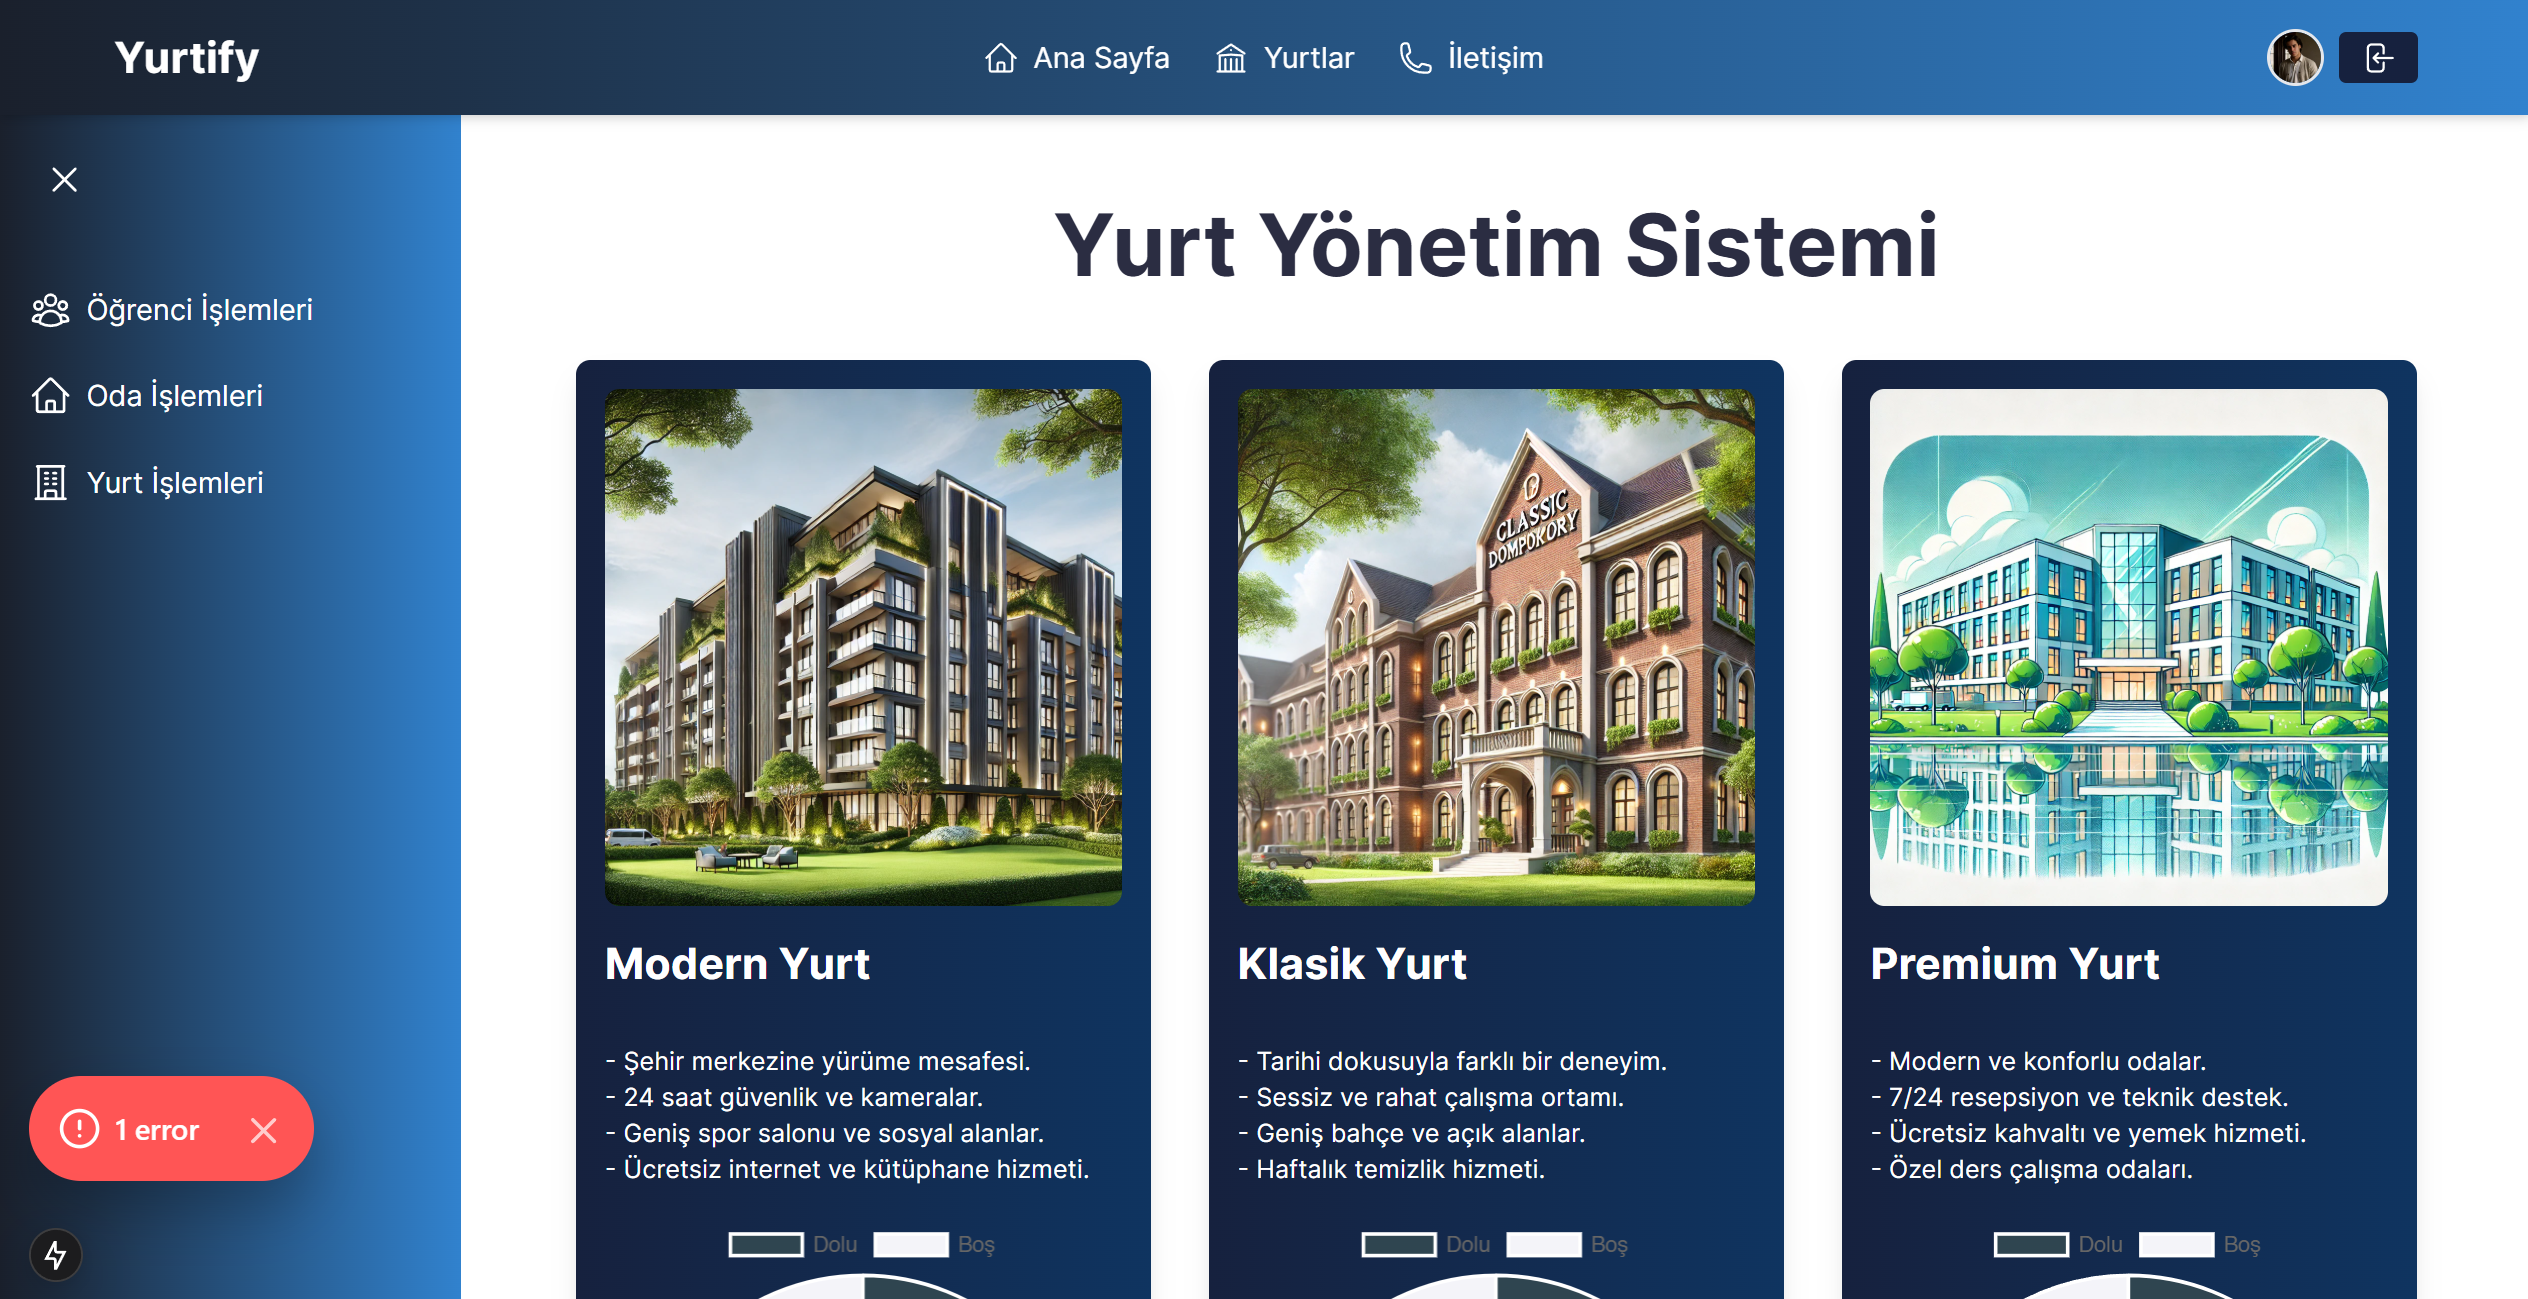 Yurtify
Ana Sayfa
Yurtlar
İletişim
Öğrenci İşlemleri
Oda İşlemleri
Yurt İşlemleri
1 error
Yurt Yönetim Sistemi
CLASSIC
DOMPOKORY
Modern Yurt
- Şehir merkezine yürüme mesafesi.
- 24 saat güvenlik ve kameralar.
- Geniş spor salonu ve sosyal alanlar.
- Ücretsiz internet ve kütüphane hizmeti.
Dolu
Boş
Klasik Yurt
- Tarihi dokusuyla farklı bir deneyim.
- Sessiz ve rahat çalışma ortamı.
- Geniş bahçe ve açık alanlar.
- Haftalık temizlik hizmeti.
Dolu
Boş
Premium Yurt
- Modern ve konforlu odalar.
- 7/24 resepsiyon ve teknik destek.
- Ücretsiz kahvaltı ve yemek hizmeti.
- Özel ders çalışma odaları.
Dolu
Boş